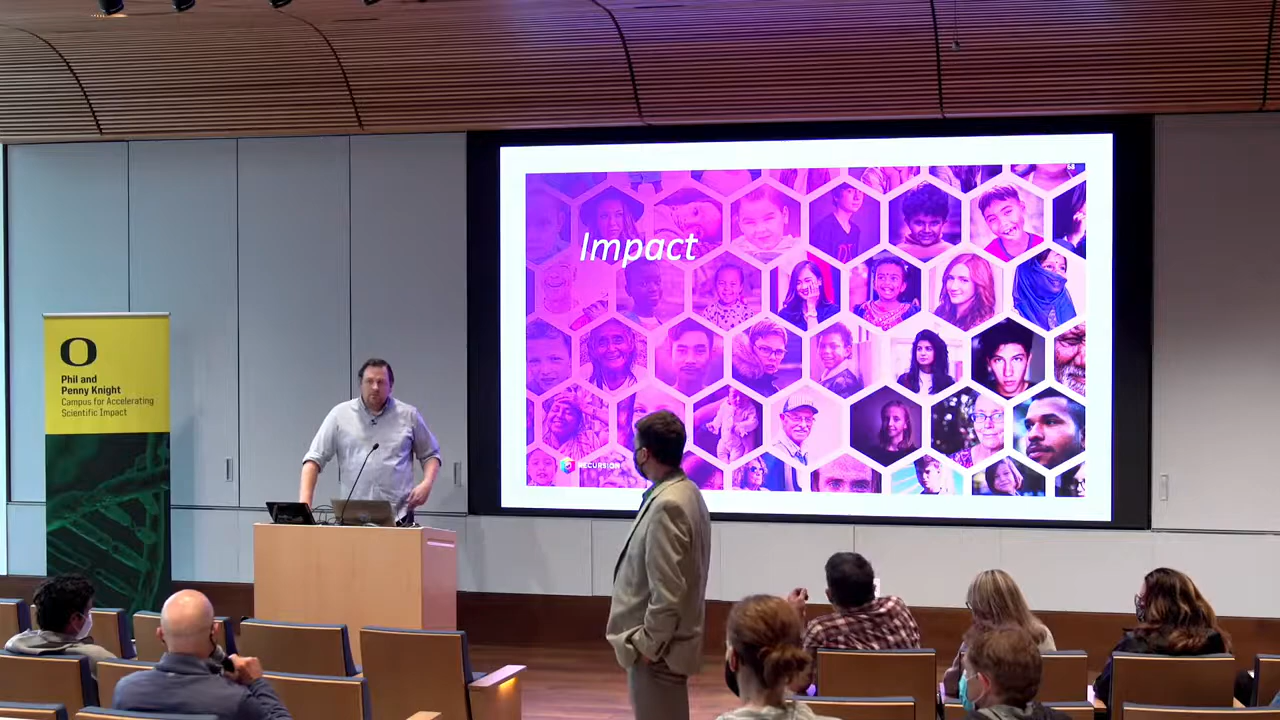 O
Phil and
Penny Knight
Campus for Accelerating
Scientific Impact
Impact
RECURSION